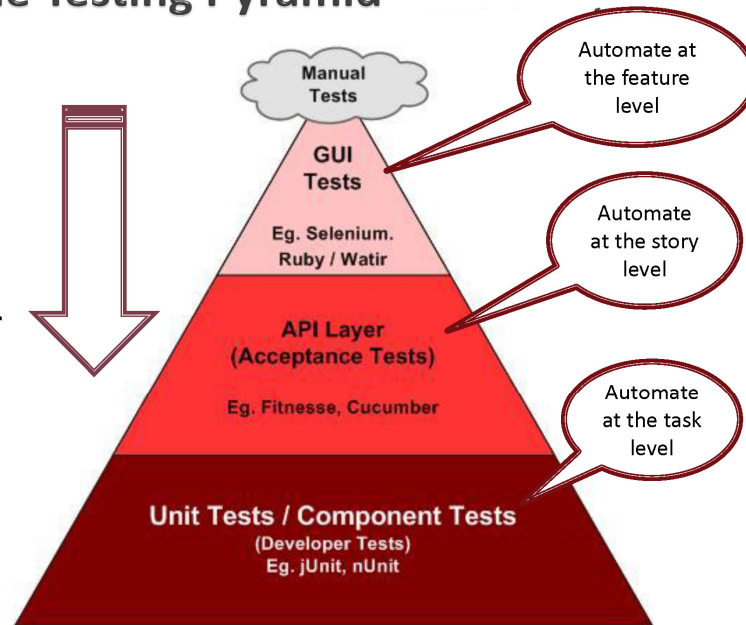 Testing Pyramid
Manual
Tests
Automate at
the feature
level
GUI
Tests
Eg. Selenium.
Ruby / Watir
Automate
at the story
level
API Layer
(Acceptance Tests)
Eg. Fitnesse, Cucumber
Automate
at the task
level
Unit Tests / Component Tests
(Developer Tests)
Eg. jUnit, nUnit